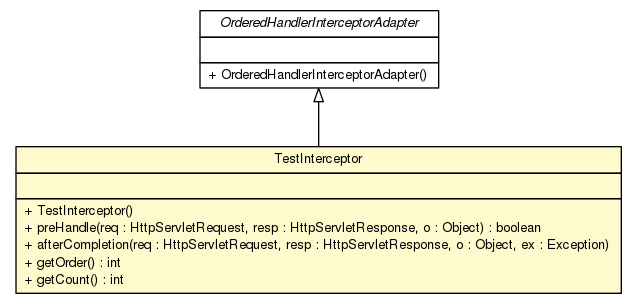 OrderedHandlerInterceptorAdapter
+ OrderedHandlerInterceptorAdapter()
TestInterceptor
+ TestInterceptor()
+ preHandle(req : HttpServletRequest, resp : HttpServletResponse, o : Object) : boolean
+ afterCompletion(req : HttpServletRequest, resp : HttpServletResponse, o : Object, ex : Exception)
+ getOrder() : int
+ getCount() : int